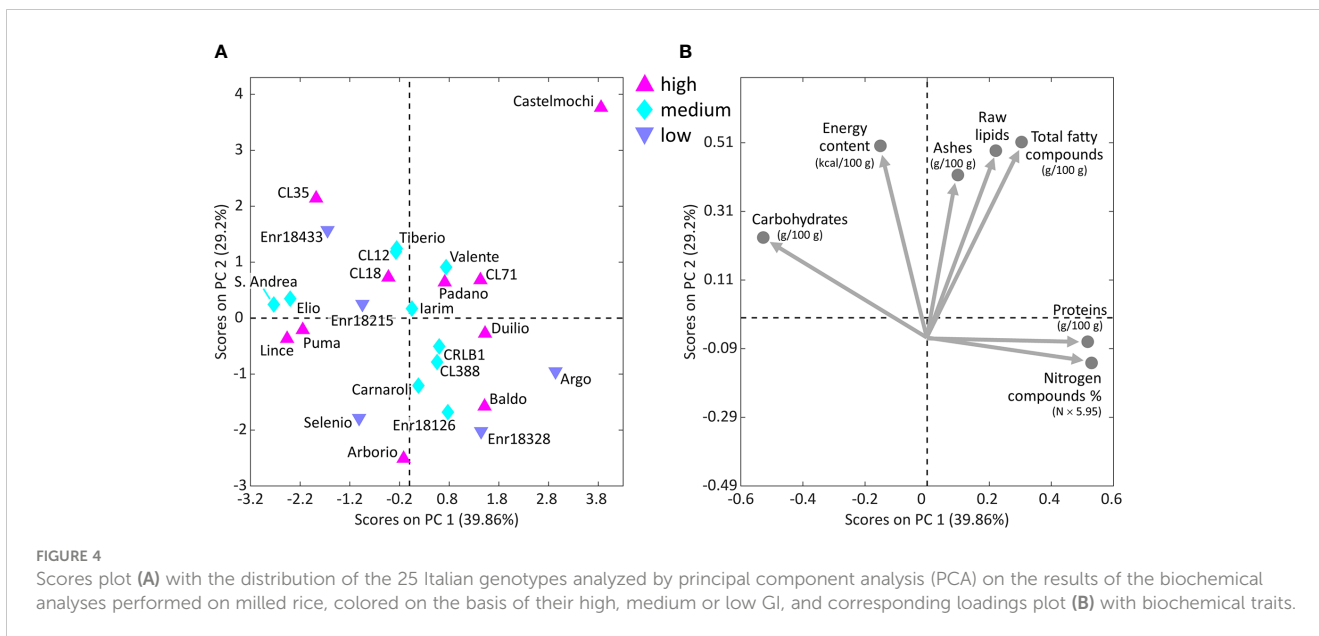 A
B
high
medium
low
Scores on PC 2 (29.2%)
4
3
2
1
0
-1
-2
-3
Castelmochi
CL35
Enr18433
Tiberio
CL12
Valente
CL18
CL71
S. Andrea
Padano
Elio
Iarim
Enr18215
Duilio
Puma
Lince
CRLB1
CL388
Argo
Carnaroli
Baldo
Selenio
Enr18126
Enr18328
Arborio
-3.2 -2.2 -1.2 -0.2 0.8 1.8 2.8 3.8
Scores on PC 1 (39.86%)
Scores on PC 2 (29.2%)
0.51
0.31
0.11
-0.09
-0.29
-0.49
Energy
content
(kcal/100 g)
Ashes
(g/100 g)
Raw
lipids
Total fatty
compounds
(g/100 g)
Carbohydrates
(g/100 g)
Proteins
(g/100 g)
Nitrogen
compounds %
(N × 5.95)
-0.6 -0.4 -0.2 0 0.2 0.4 0.6
Scores on PC 1 (39.86%)
FIGURE 4
Scores plot (A) with the distribution of the 25 Italian genotypes analyzed by principal component analysis (PCA) on the results of the biochemical
analyses performed on milled rice, colored on the basis of their high, medium or low GI, and corresponding loadings plot (B) with biochemical traits.